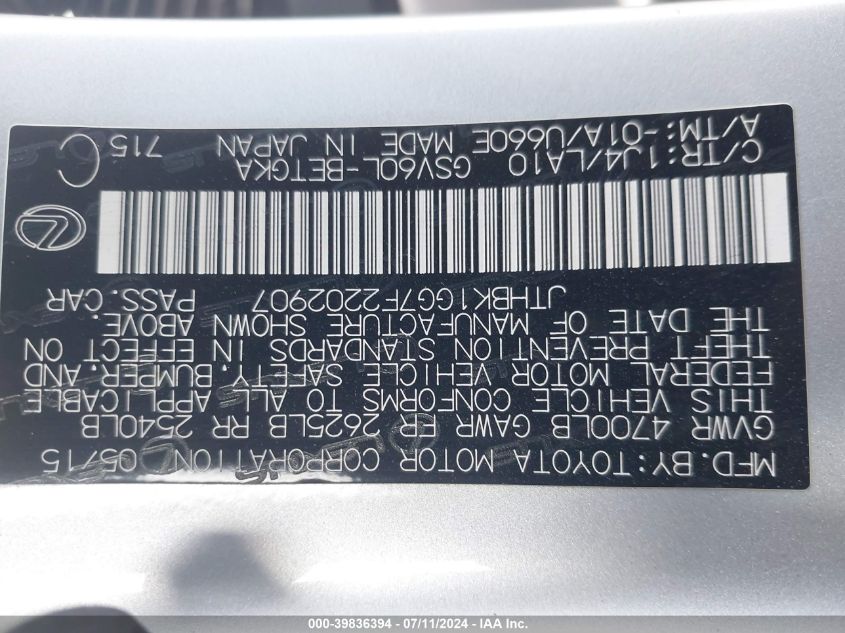 MFD.BY:TOYOTA MOTOR CORPORATION 05/15
GVWR 4700LB GAWR FR 2625LB RR 2540LB
THIS VEHICLE CONFORMS TO ALL APPLICABLE
FEDERAL MOTOR VEHICLE SAFETY, BUMPER,AND
THEFT PREVENTION STANDARDS IN EFFECT ON
THE DATE OF MANUFACTURE SHOWN ABOVE.
JTHBK1GG7F2202907 PASS.CAR
C/TR:1J4/LA10 GSV60L-BETGKA
A/TM:-01A/U660E MADE IN JAPAN 715
C
000-39836394 - 07/11/2024 - IAA Inc.